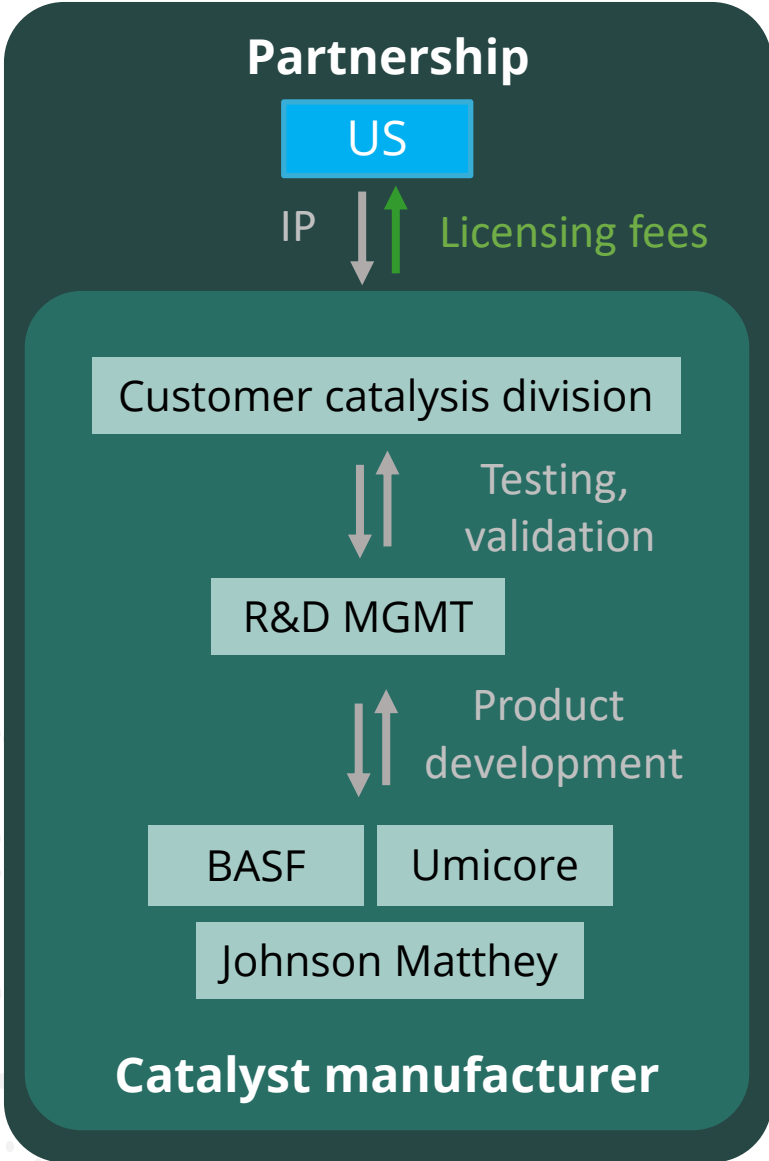 Partnership
US
IP
Licensing fees
Customer catalysis division
Testing,
validation
R&D MGMT
Product
development
BASF
Umicore
Johnson Matthey
Catalyst manufacturer